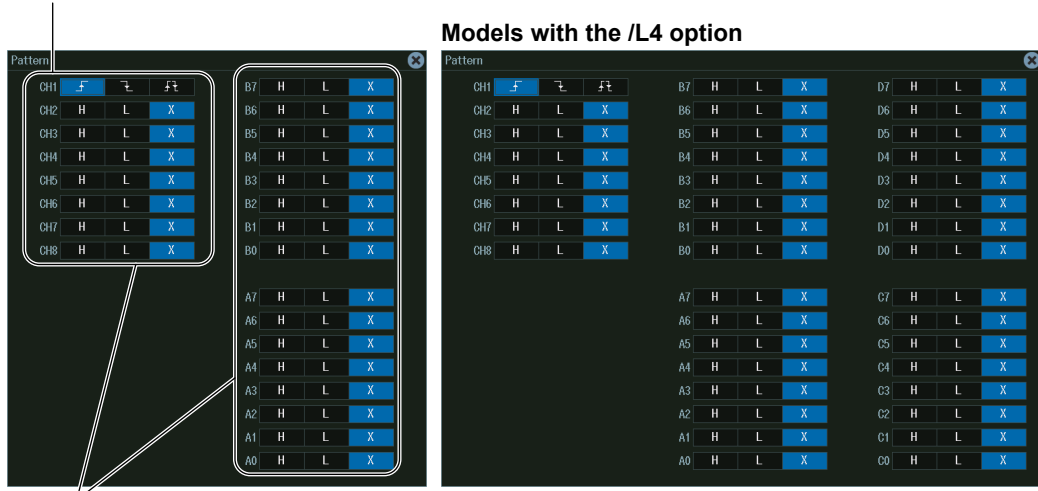 Models with the /L4 option
Pattern
CH1
CH2 H L X
CH3 H L X
CH4 H L X
CH5 H L X
CH6 H L X
CH7 H L X
CH8 H L X
B7 H L X
B6 H L X
B5 H L X
B4 H L X
B3 H L X
B2 H L X
B1 H L X
B0 H L X
A7 H L X
A6 H L X
A5 H L X
A4 H L X
A3 H L X
A2 H L X
A1 H L X
A0 H L X
Pattern
CH1
CH2 H L X
CH3 H L X
CH4 H L X
CH5 H L X
CH6 H L X
CH7 H L X
CH8 H L X
B7 H L X
B6 H L X
B5 H L X
B4 H L X
B3 H L X
B2 H L X
B1 H L X
B0 H L X
A7 H L X
A6 H L X
A5 H L X
A4 H L X
A3 H L X
A2 H L X
A1 H L X
A0 H L X
D7 H L X
D6 H L X
D5 H L X
D4 H L X
D3 H L X
D2 H L X
D1 H L X
D0 H L X
C7 H L X
C6 H L X
C5 H L X
C4 H L X
C3 H L X
C2 H L X
C1 H L X
C0 H L X